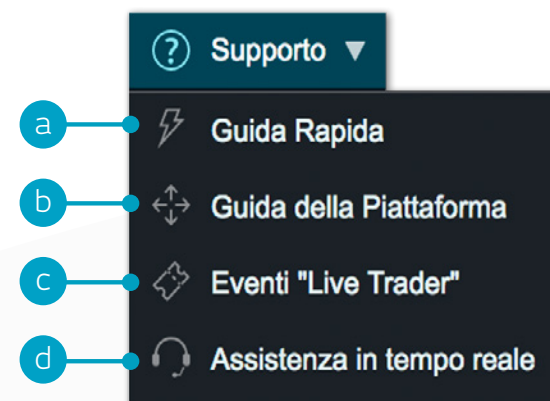 Supporto
a Guida Rapida
b Guida della Piattaforma
c Eventi "Live Trader"
d Assistenza in tempo reale